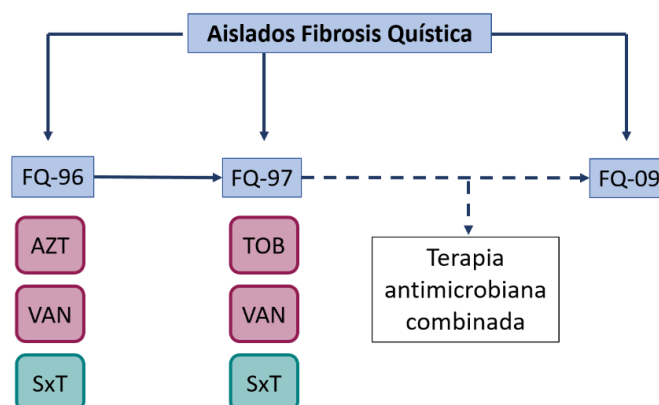 Aislados Fibrosis Quística
FQ-96
FQ-97
FQ-09
AZT
TOB
VAN
VAN
SxT
SxT
Terapia
antimicrobiana
combinada